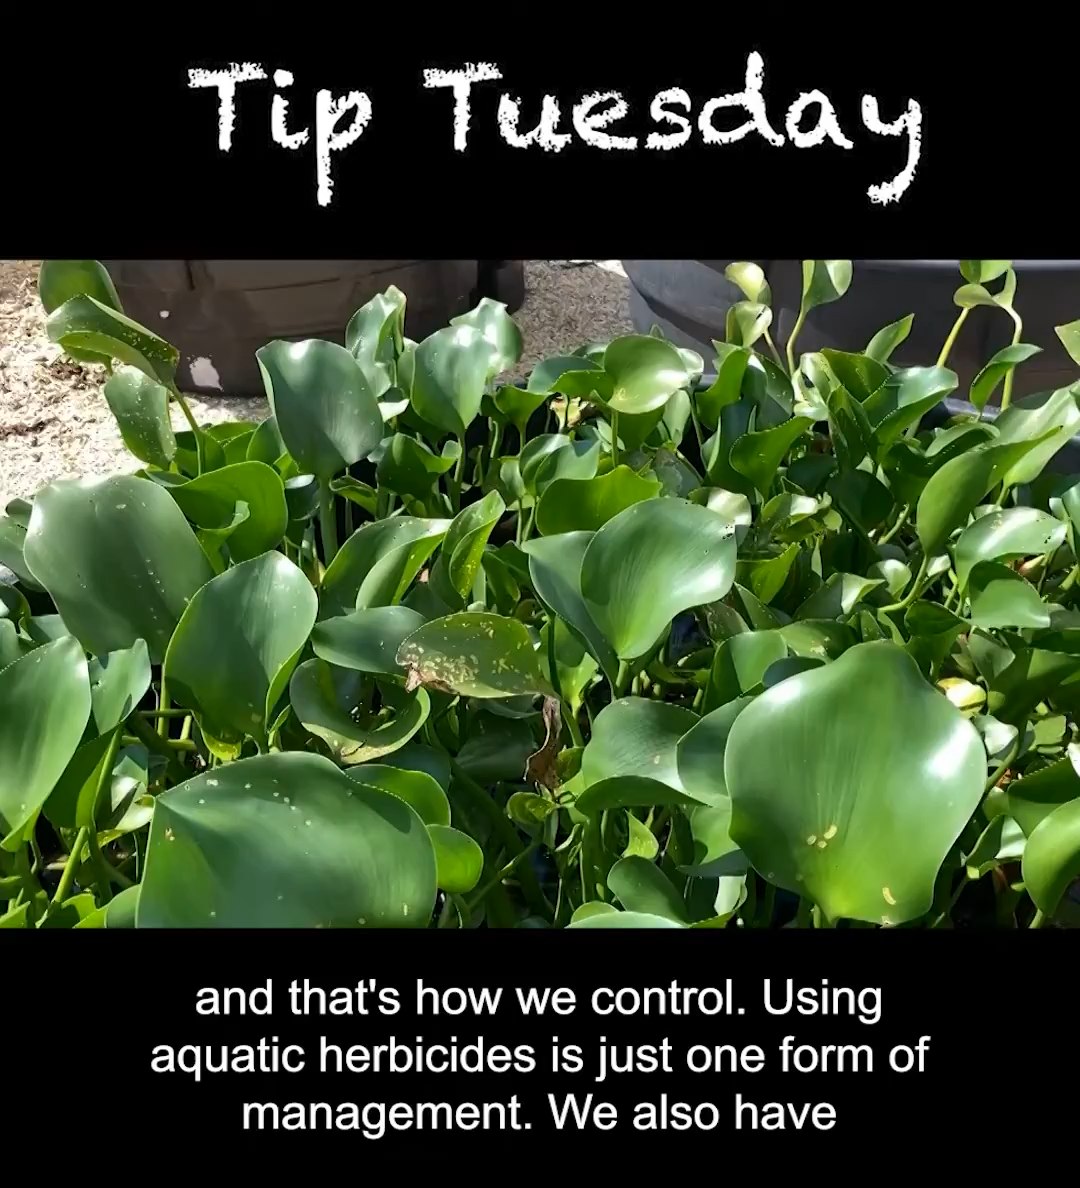 Tip Tuesday
and that's how we control. Using
aquatic herbicides is just one form of
management. We also have